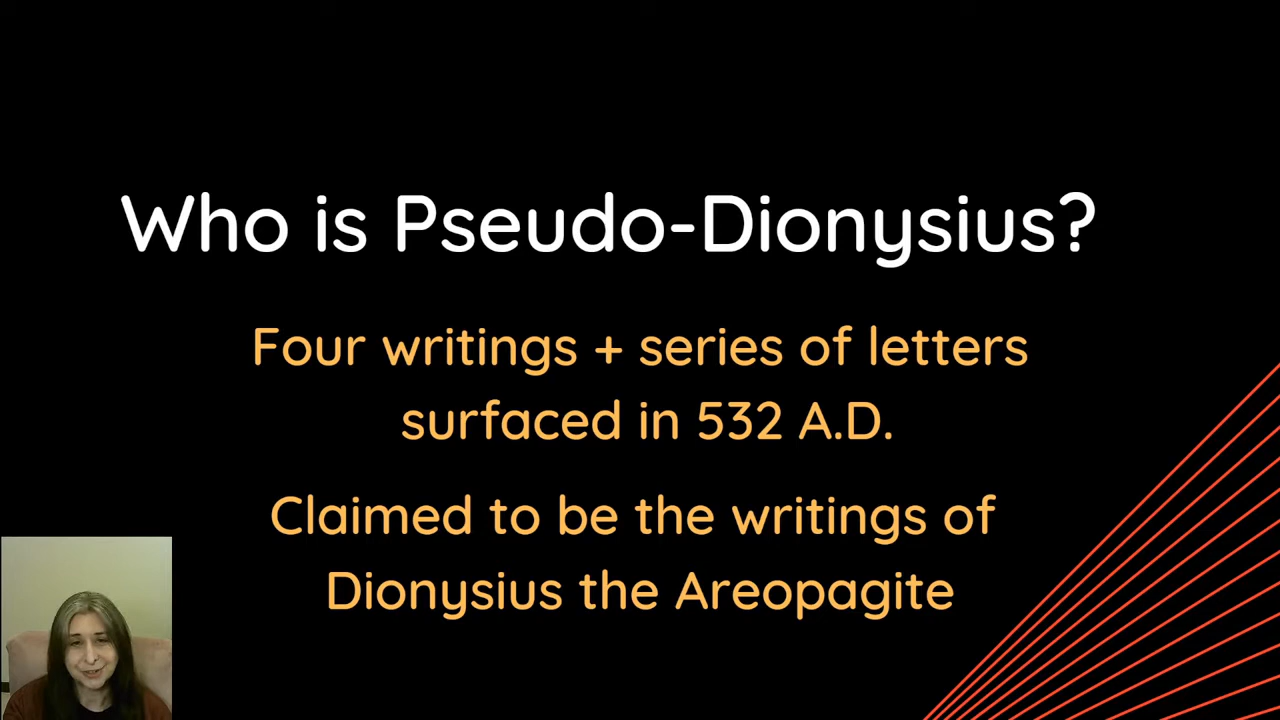 Who is Pseudo-Dionysius?
Four writings + series of letters
surfaced in 532 A.D.
Claimed to be the writings of
Dionysius the Areopagite